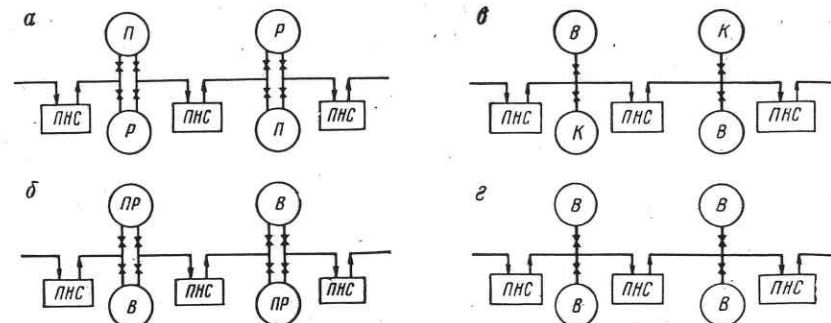 а П Р
ПНС Р ПНС П ПНС
в В К
ПНС К ПНС В ПНС
б ПР В
ПНС В ПНС ПР ПНС
г В В
ПНС В ПНС В ПНС